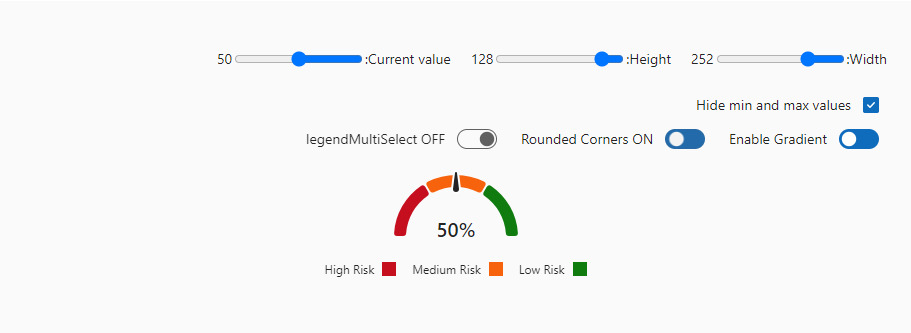 50 :Current value 128 :Height 252 :Width
Hide min and max values
legendMultiSelect OFF Rounded Corners ON Enable Gradient
50%
High Risk Medium Risk Low Risk